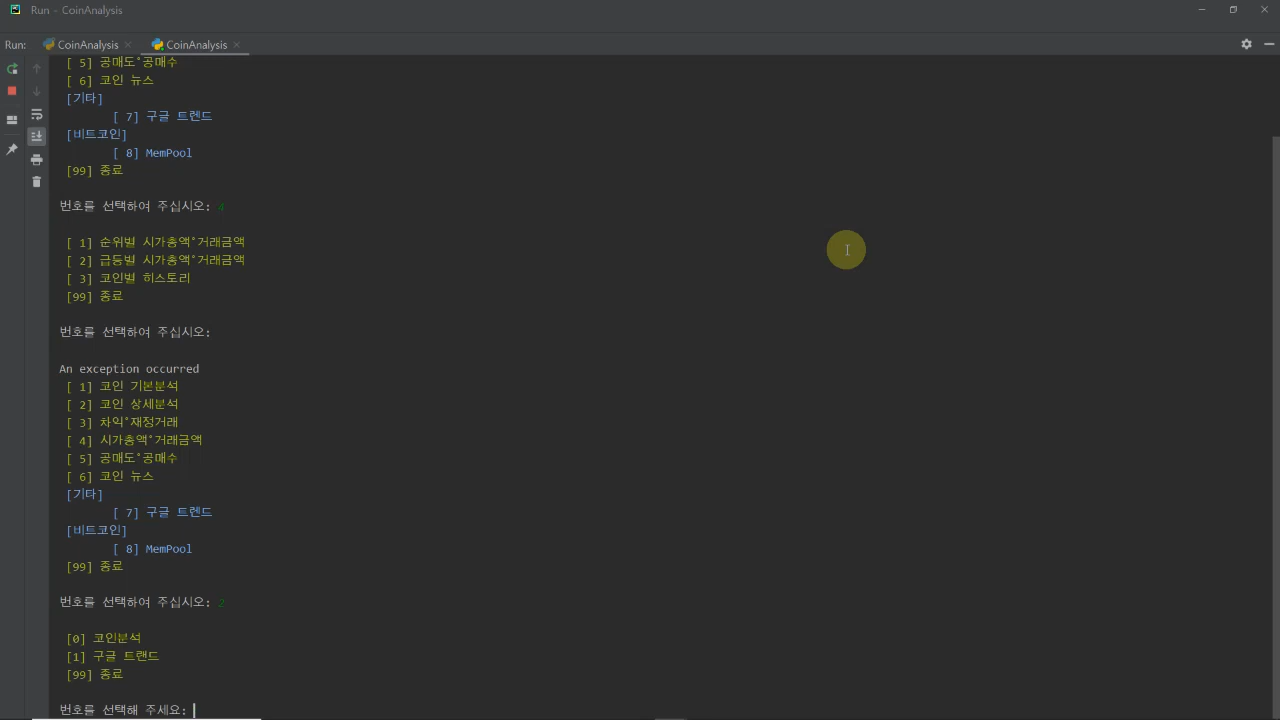 Run - CoinAnalysis
Run: CoinAnalysis CoinAnalysis
[ 5] 공매도°공매수
[ 6] 코인 뉴스
[기타]
[ 7] 구글 트렌드
[비트코인]
[ 8] MemPool
[99] 종료
번호를 선택하여 주십시오: 4
[ 1] 순위별 시가총액°거래금액
[ 2] 급등별 시가총액°거래금액
[ 3] 코인별 히스토리
[99] 종료
번호를 선택하여 주십시오:
An exception occurred
[ 1] 코인 기본분석
[ 2] 코인 상세분석
[ 3] 차익°재정거래
[ 4] 시가총액°거래금액
[ 5] 공매도°공매수
[ 6] 코인 뉴스
[기타]
[ 7] 구글 트렌드
[비트코인]
[ 8] MemPool
[99] 종료
번호를 선택하여 주십시오: 2
[0] 코인분석
[1] 구글 트랜드
[99] 종료
번호를 선택해 주세요: